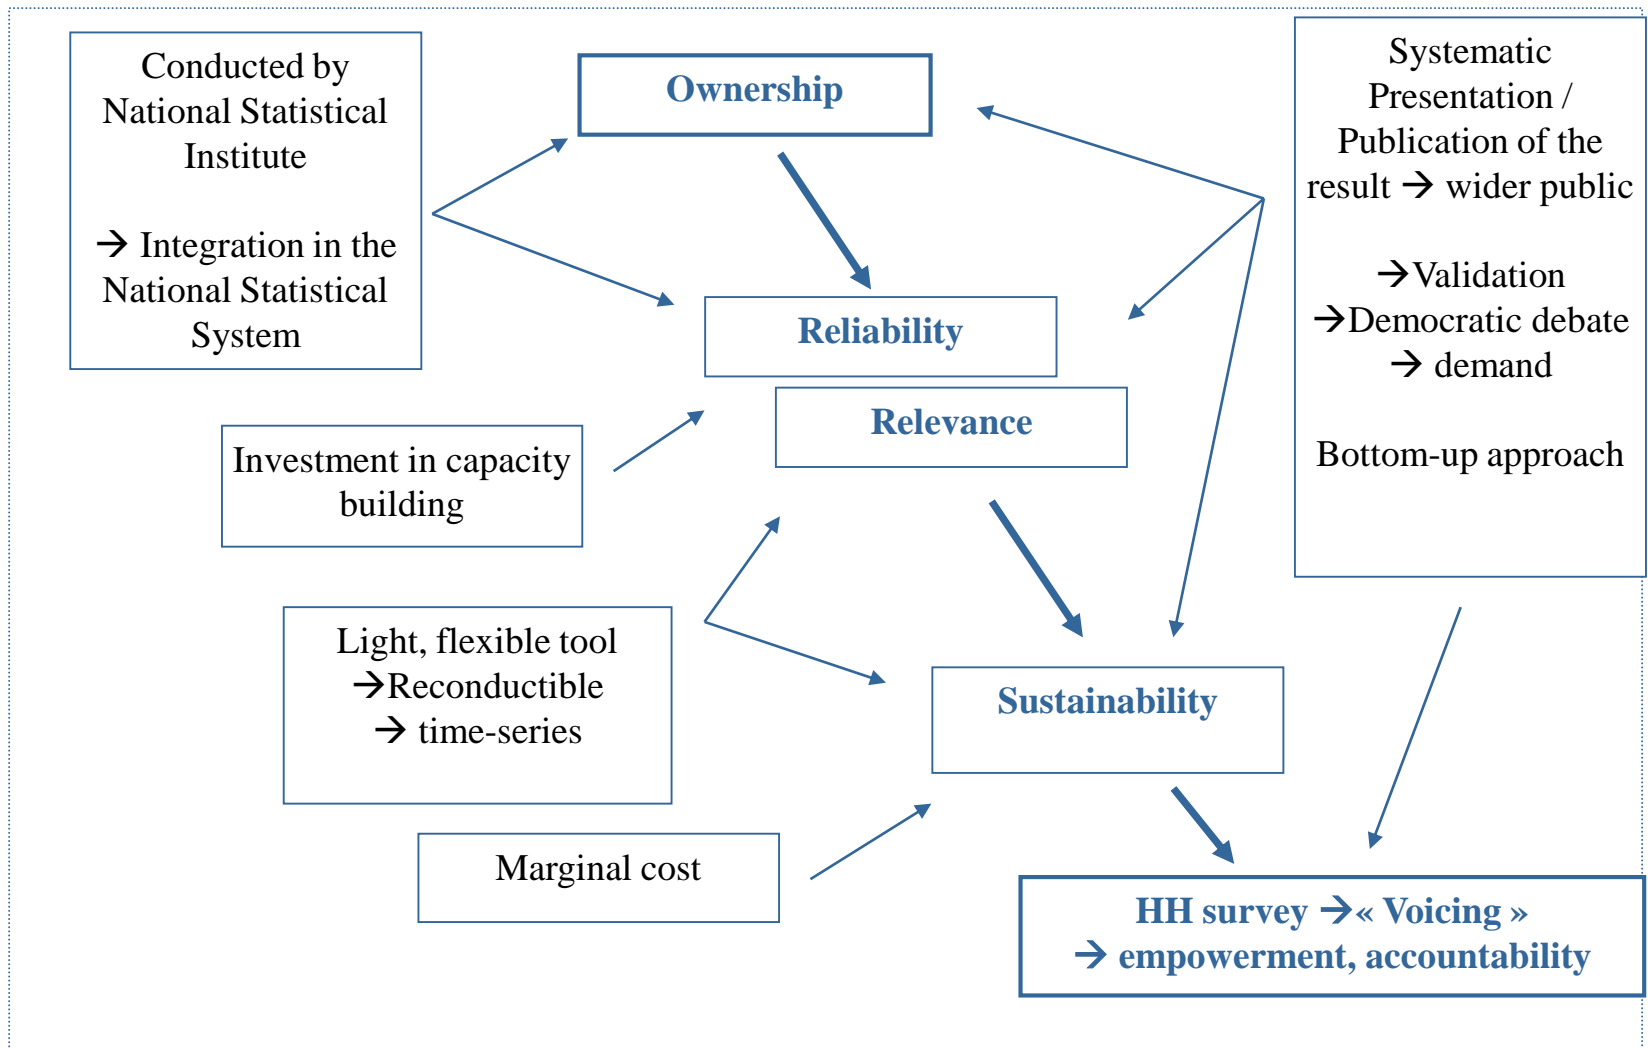 Conducted by
National Statistical
Institute
→ Integration in the
National Statistical
System
Ownership
Systematic
Presentation /
Publication of the
result → wider public
→Validation
→Democratic debate
→ demand
Bottom-up approach
Reliability
Relevance
Investment in capacity
building
Light, flexible tool
→Reconductible
→ time-series
Sustainability
Marginal cost
HH survey →« Voicing »
→ empowerment, accountability